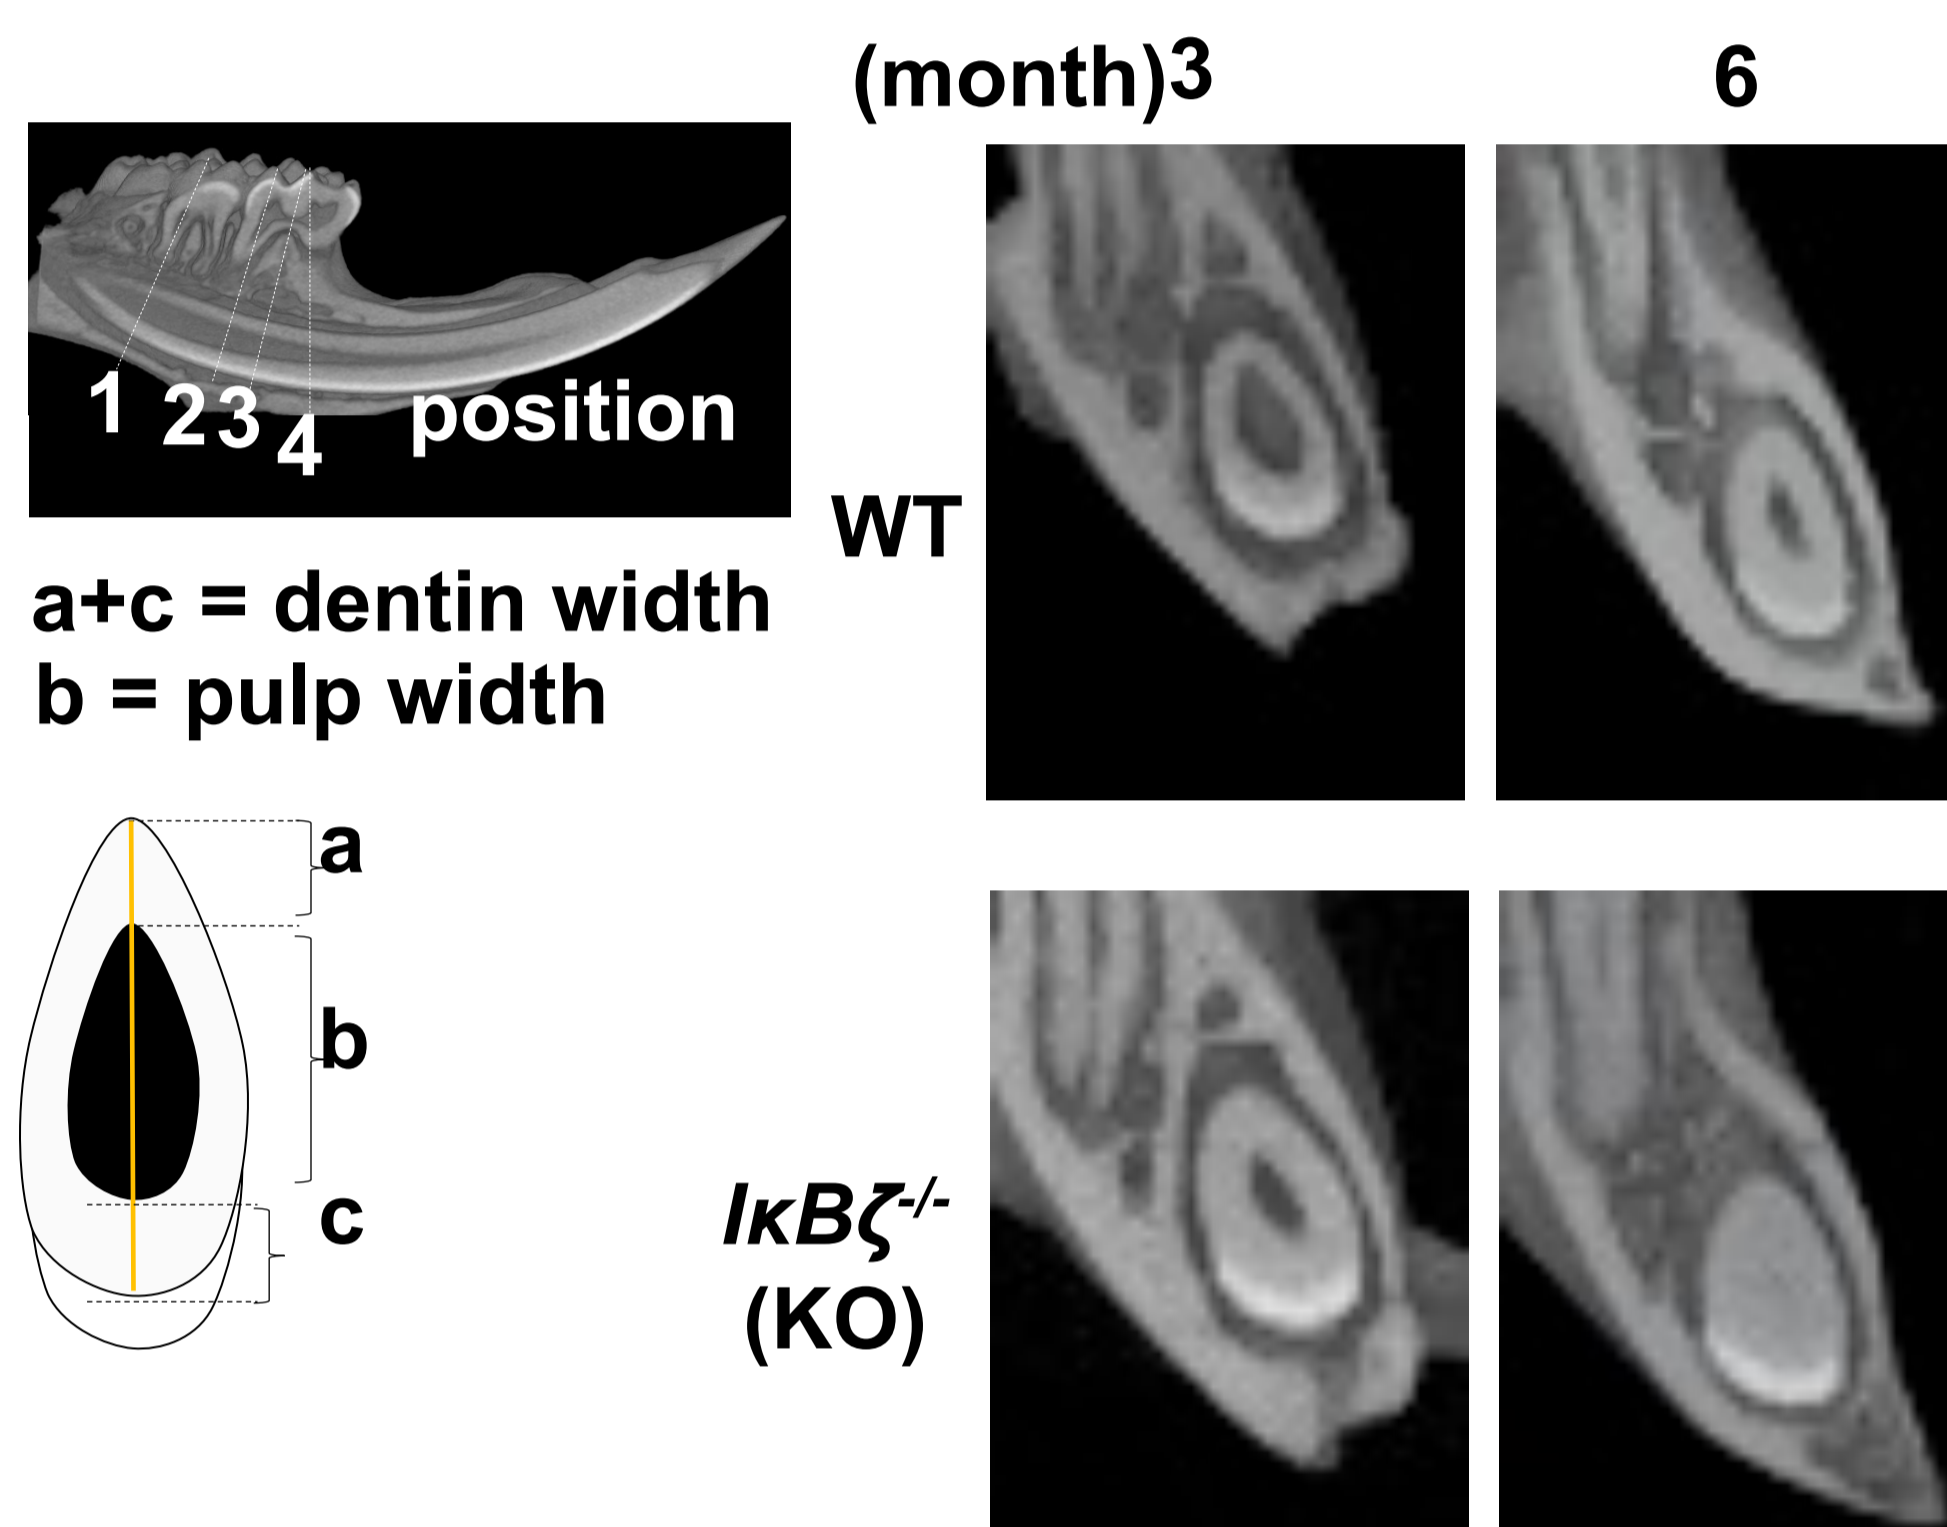 (month)3 6
1 2 3 4 position
WT
a+c = dentin width
b = pulp width
a
b
c
IκBζ-/-
(KO)